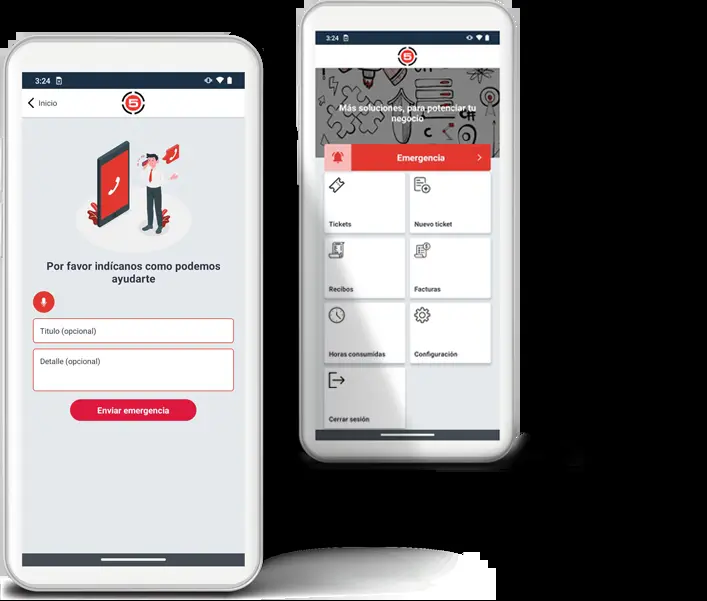 3:24
Inicio
5
Por favor indícanos como podemos
ayudarte
Titulo (opcional)
Detalle (opcional)
Enviar emergencia
3:24
5
Más soluciones, para potenciar tu
negocio
Emergencia
Tickets
Nuevo ticket
Recibos
Facturas
Horas consumidas
Configuración
Cerrar sesión